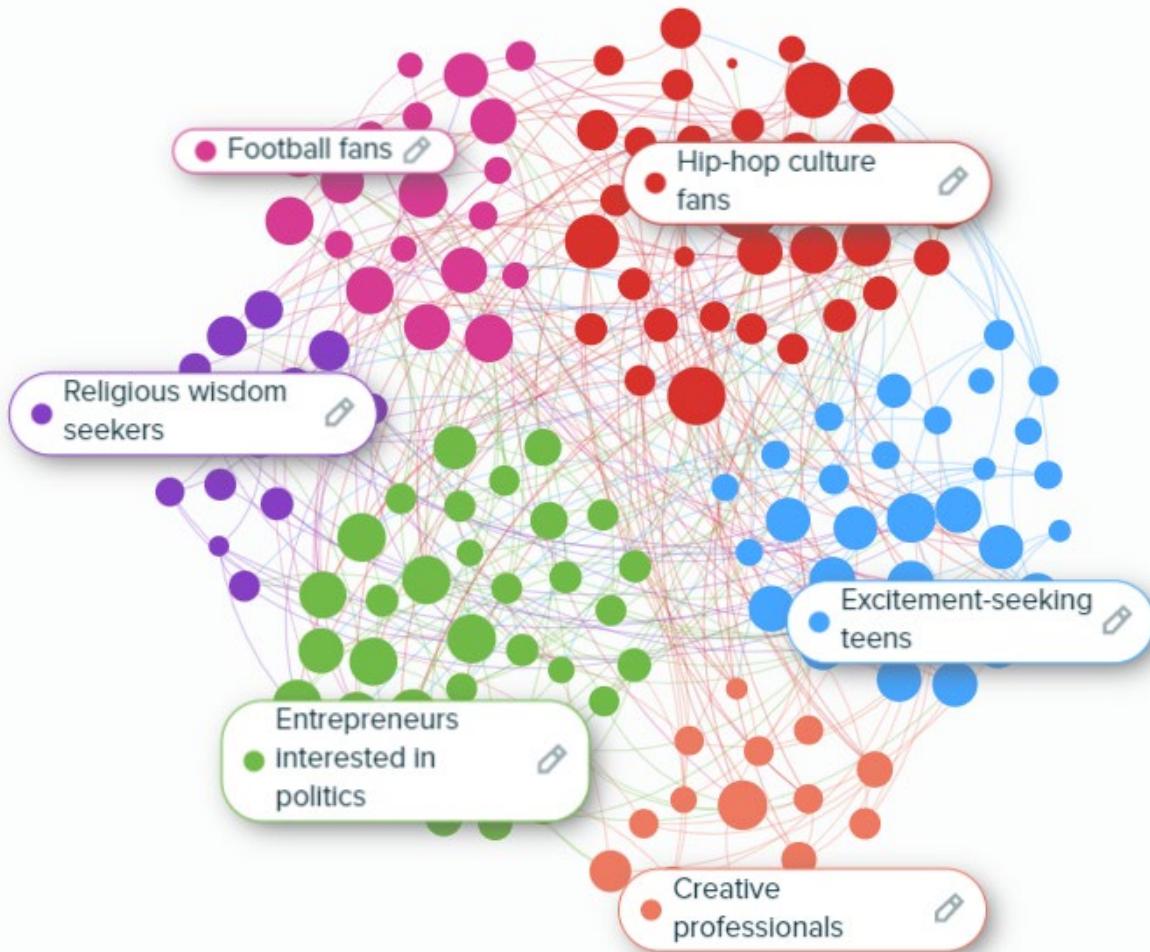 Football fans
Hip-hop culture
fans
Religious wisdom
seekers
Excitement-seeking
teens
Entrepreneurs
interested in
politics
Creative
professionals